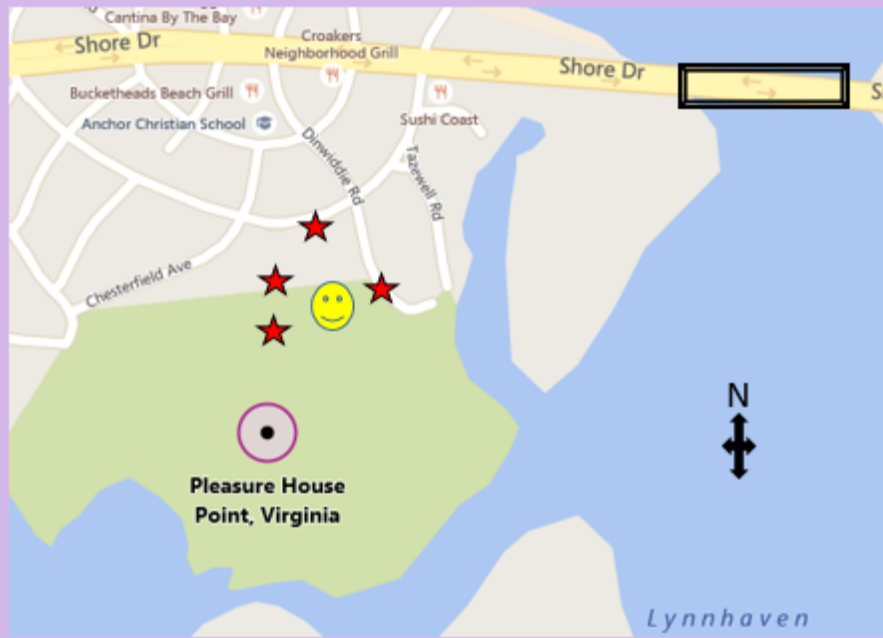 Cantina By The Bay
Shore Dr
Croakers
Neighborhood Grill
Shore Dr
S
Bucketheads Beach Grill
Sushi Coast
Anchor Christian School
Dinwiddie Rd
Tazewell Rd
Chesterfield Ave
N
Pleasure House
Point, Virginia
Lynnhaven